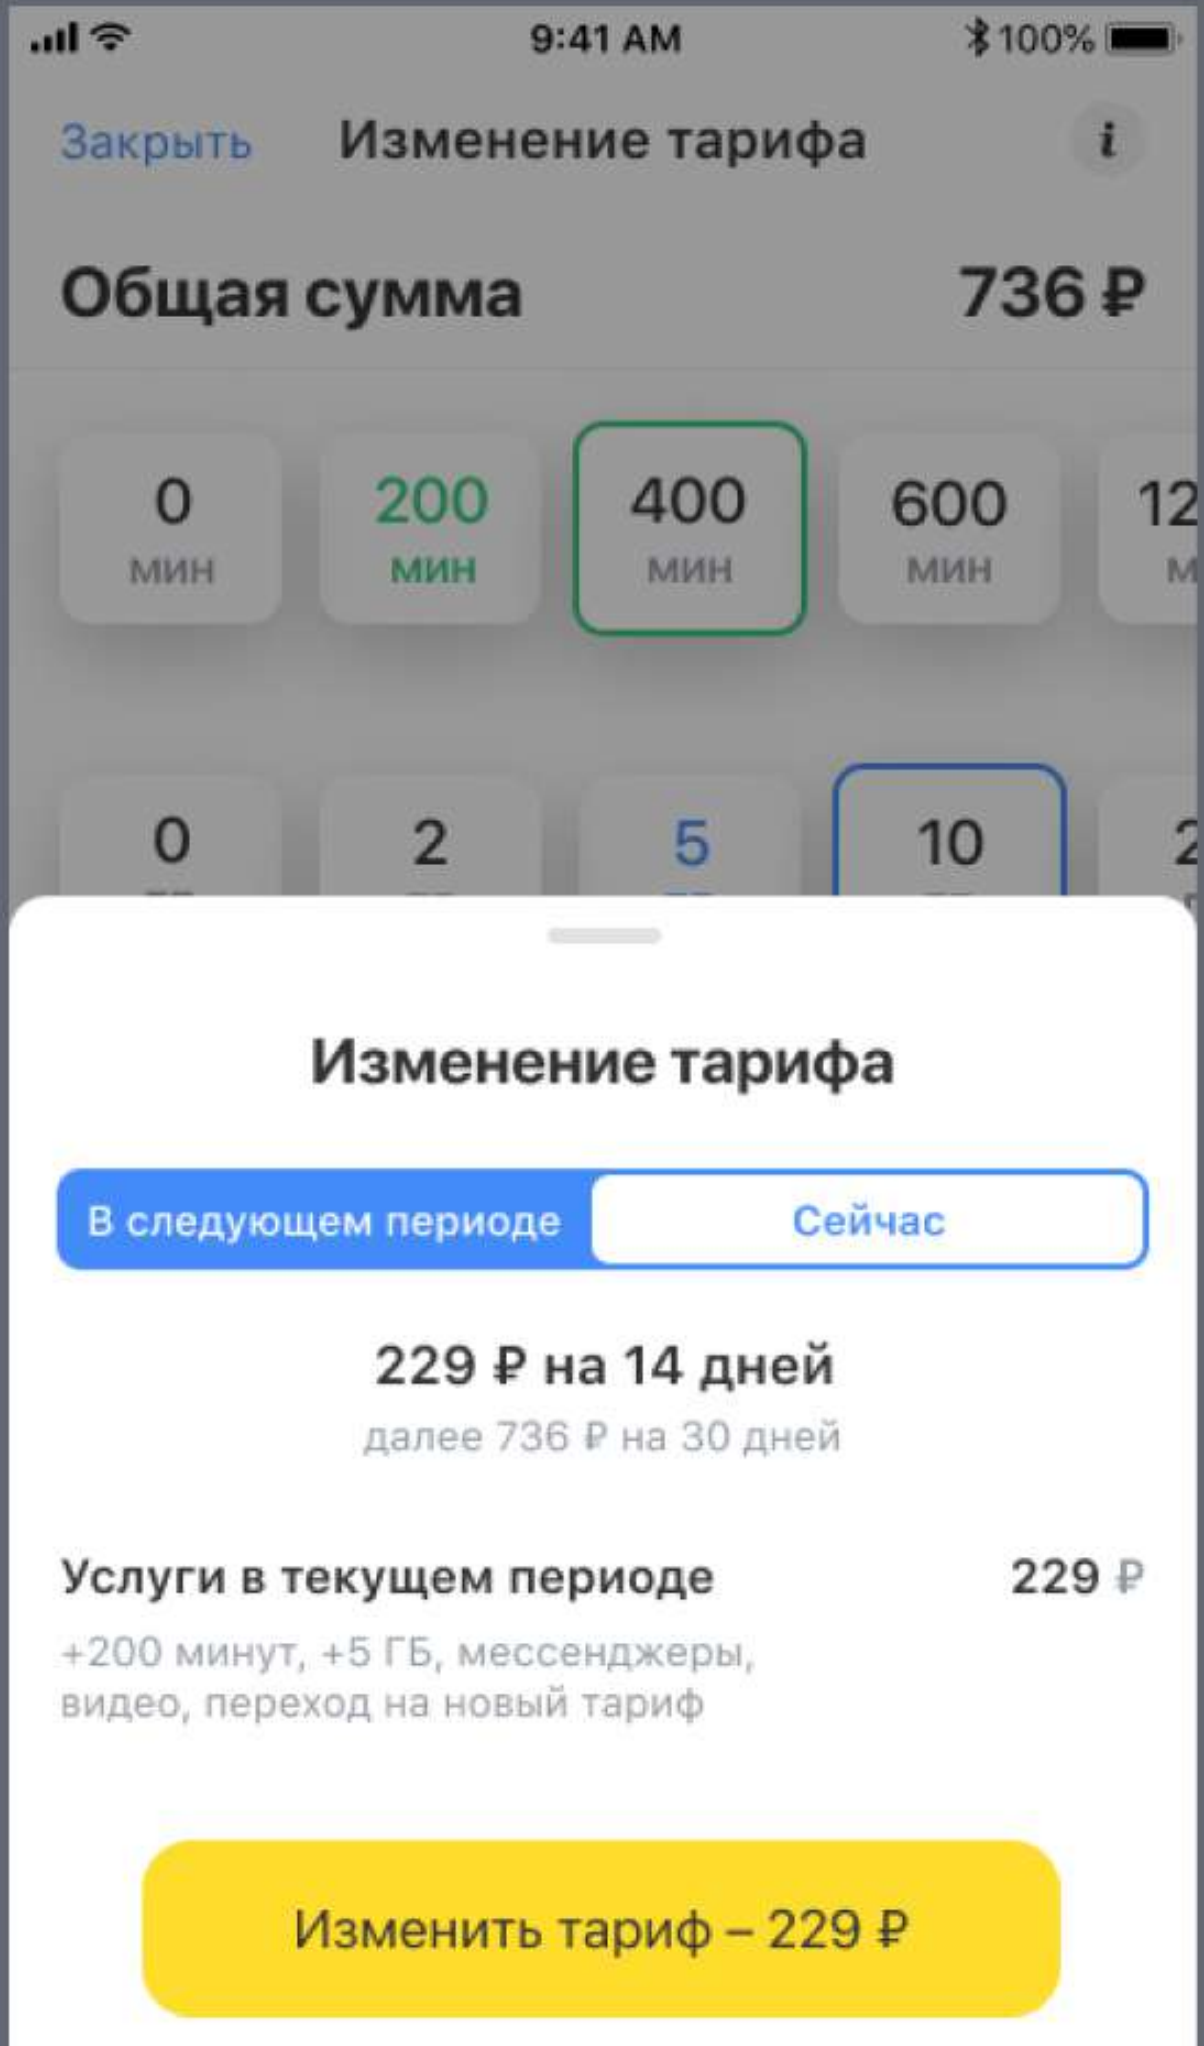 9:41 AM
100%
Закрыть
Изменение тарифа
i
Общая сумма
736 ₽
0
200
400
600
12
мин
мин
мин
мин
м
0
2
5
10
2
Изменение тарифа
В следующем периоде
Сейчас
229 ₽ на 14 дней
далее 736 ₽ на 30 дней
Услуги в текущем периоде
229 ₽
+200 минут, +5 ГБ, мессенджеры,
видео, переход на новый тариф
Изменить тариф – 229 ₽